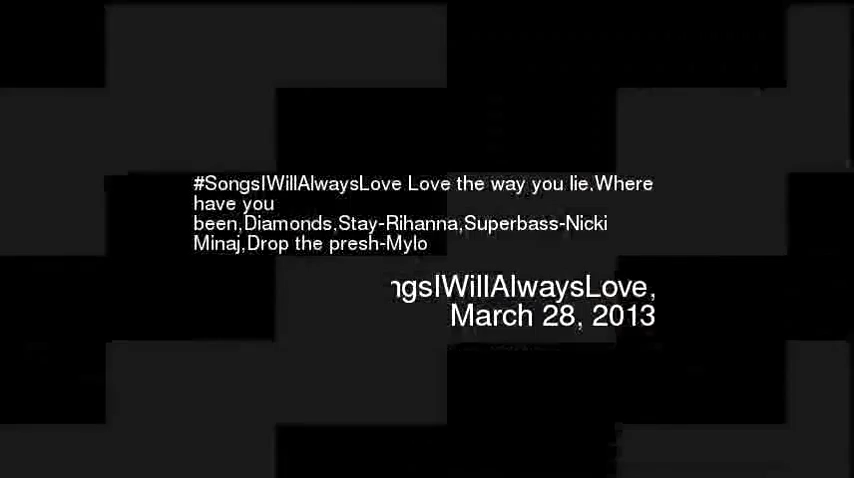 #SongsIWillAlwaysLove Love the way you lie,Where
have you
been,Diamonds,Stay-Rihanna,Superbass-Nicki
Minaj,Drop the presh-Mylo
ngsIWillAlwaysLove,
March 28, 2013